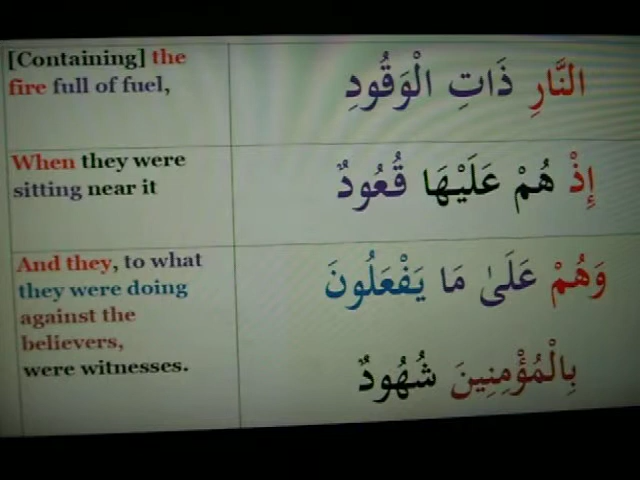 [Containing] the
fire full of fuel,
النَّارِ ذَاتِ الْوَقُودِ
When they were
sitting near it
إِذْ هُمْ عَلَيْهَا قُعُودٌ
And they, to what
they were doing
against the
believers,
were witnesses.
وَهُمْ عَلَىٰ مَا يَفْعَلُونَ
بِالْمُؤْمِنِينَ شُهُودٌ